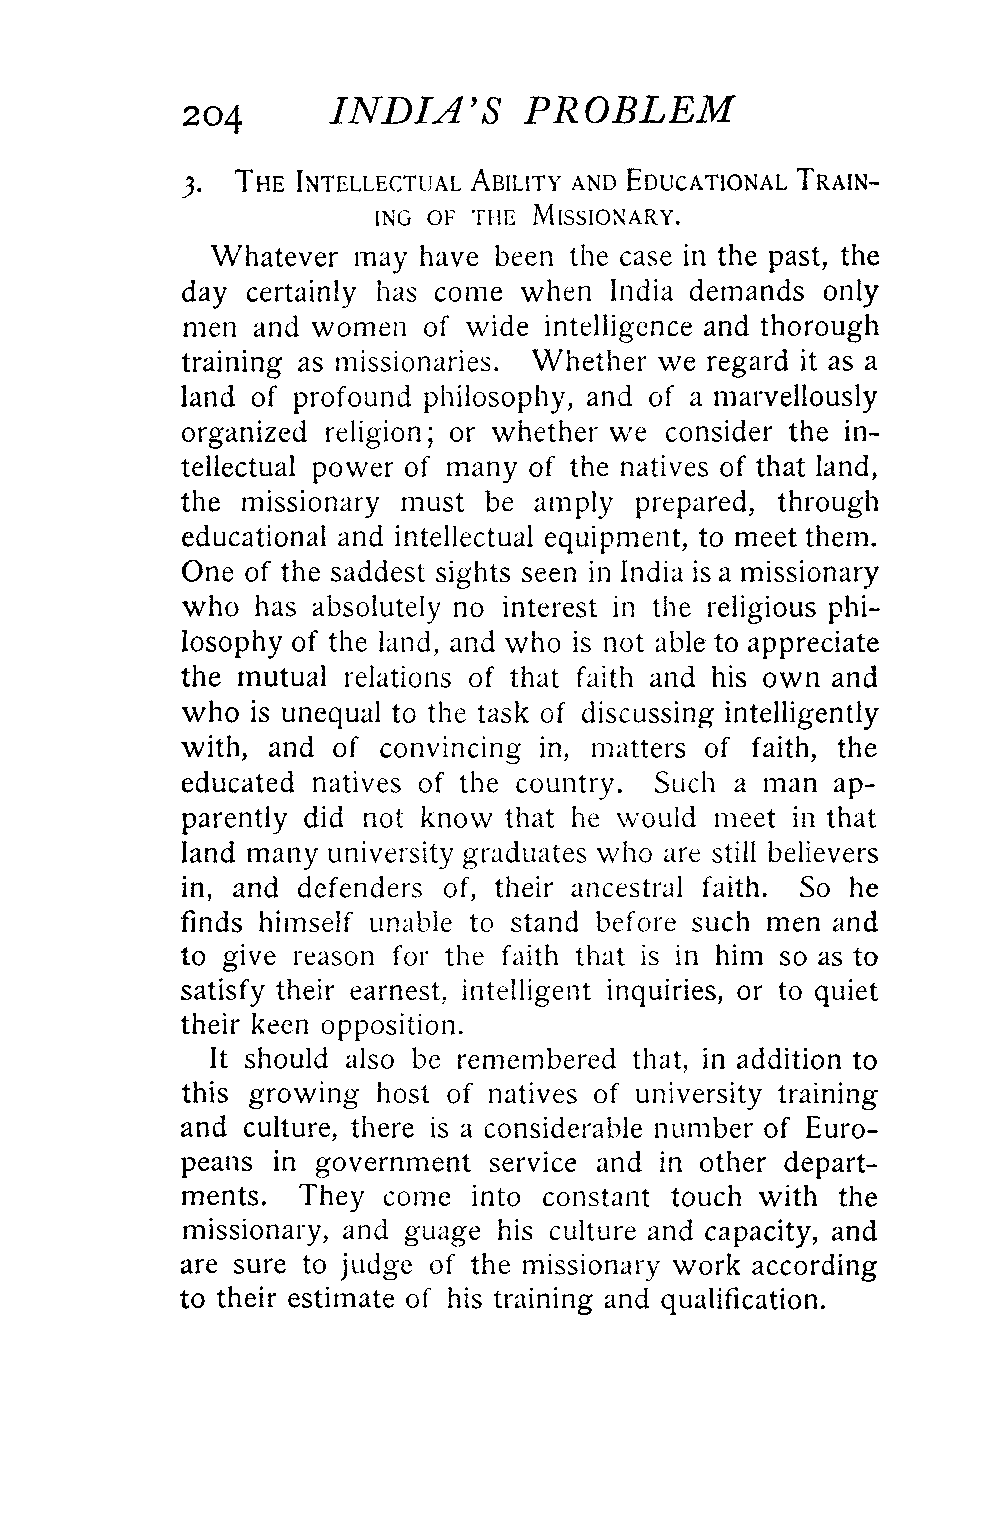 204 INDIA'S PROBLEM
3. THE INTELLECTUAL ABILITY AND EDUCATIONAL TRAIN-
ING OF THE MISSIONARY.
Whatever may have been the case in the past, the
day certainly has come when India demands only
men and women of wide intelligence and thorough
training as missionaries. Whether we regard it as a
land of profound philosophy, and of a marvellously
organized religion; or whether we consider the in-
tellectual power of many of the natives of that land,
the missionary must be amply prepared, through
educational and intellectual equipment, to meet them.
One of the saddest sights seen in India is a missionary
who has absolutely no interest in the religious phi-
losophy of the land, and who is not able to appreciate
the mutual relations of that faith and his own and
who is unequal to the task of discussing intelligently
with, and of convincing in, matters of faith, the
educated natives of the country. Such a man ap-
parently did not know that he would meet in that
land many university graduates who are still believers
in, and defenders of, their ancestral faith. So he
finds himself unable to stand before such men and
to give reason for the faith that is in him so as to
satisfy their earnest, intelligent inquiries, or to quiet
their keen opposition.
It should also be remembered that, in addition to
this growing host of natives of university training
and culture, there is a considerable number of Euro-
peans in government service and in other depart-
ments. They come into constant touch with the
missionary, and guage his culture and capacity, and
are sure to judge of the missionary work according
to their estimate of his training and qualification.